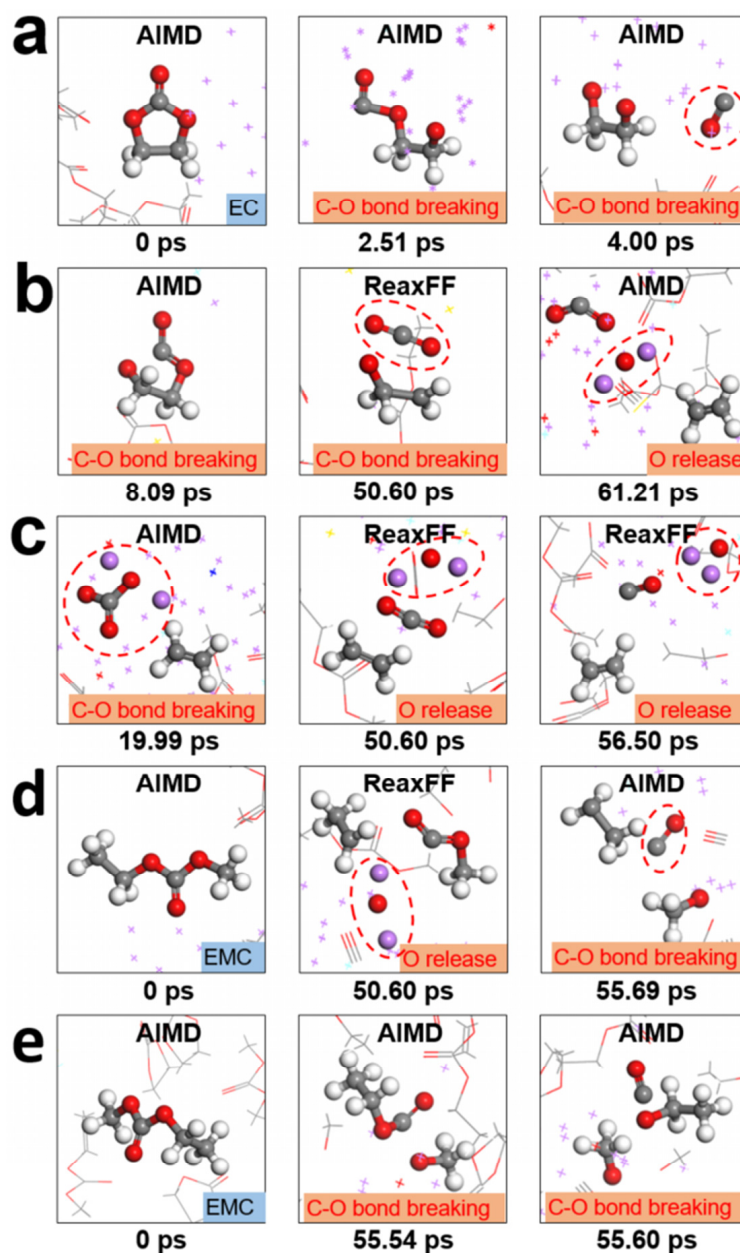 a
AIMD AIMD AIMD
EC C-O bond breaking C-O bond breaking
0 ps 2.51 ps 4.00 ps
b
AIMD ReaxFF AIMD
C-O bond breaking C-O bond breaking O release
8.09 ps 50.60 ps 61.21 ps
c
AIMD ReaxFF ReaxFF
C-O bond breaking O release O release
19.99 ps 50.60 ps 56.50 ps
d
AIMD ReaxFF AIMD
EMC O release C-O bond breaking
0 ps 50.60 ps 55.69 ps
e
AIMD AIMD AIMD
EMC C-O bond breaking C-O bond breaking
0 ps 55.54 ps 55.60 ps